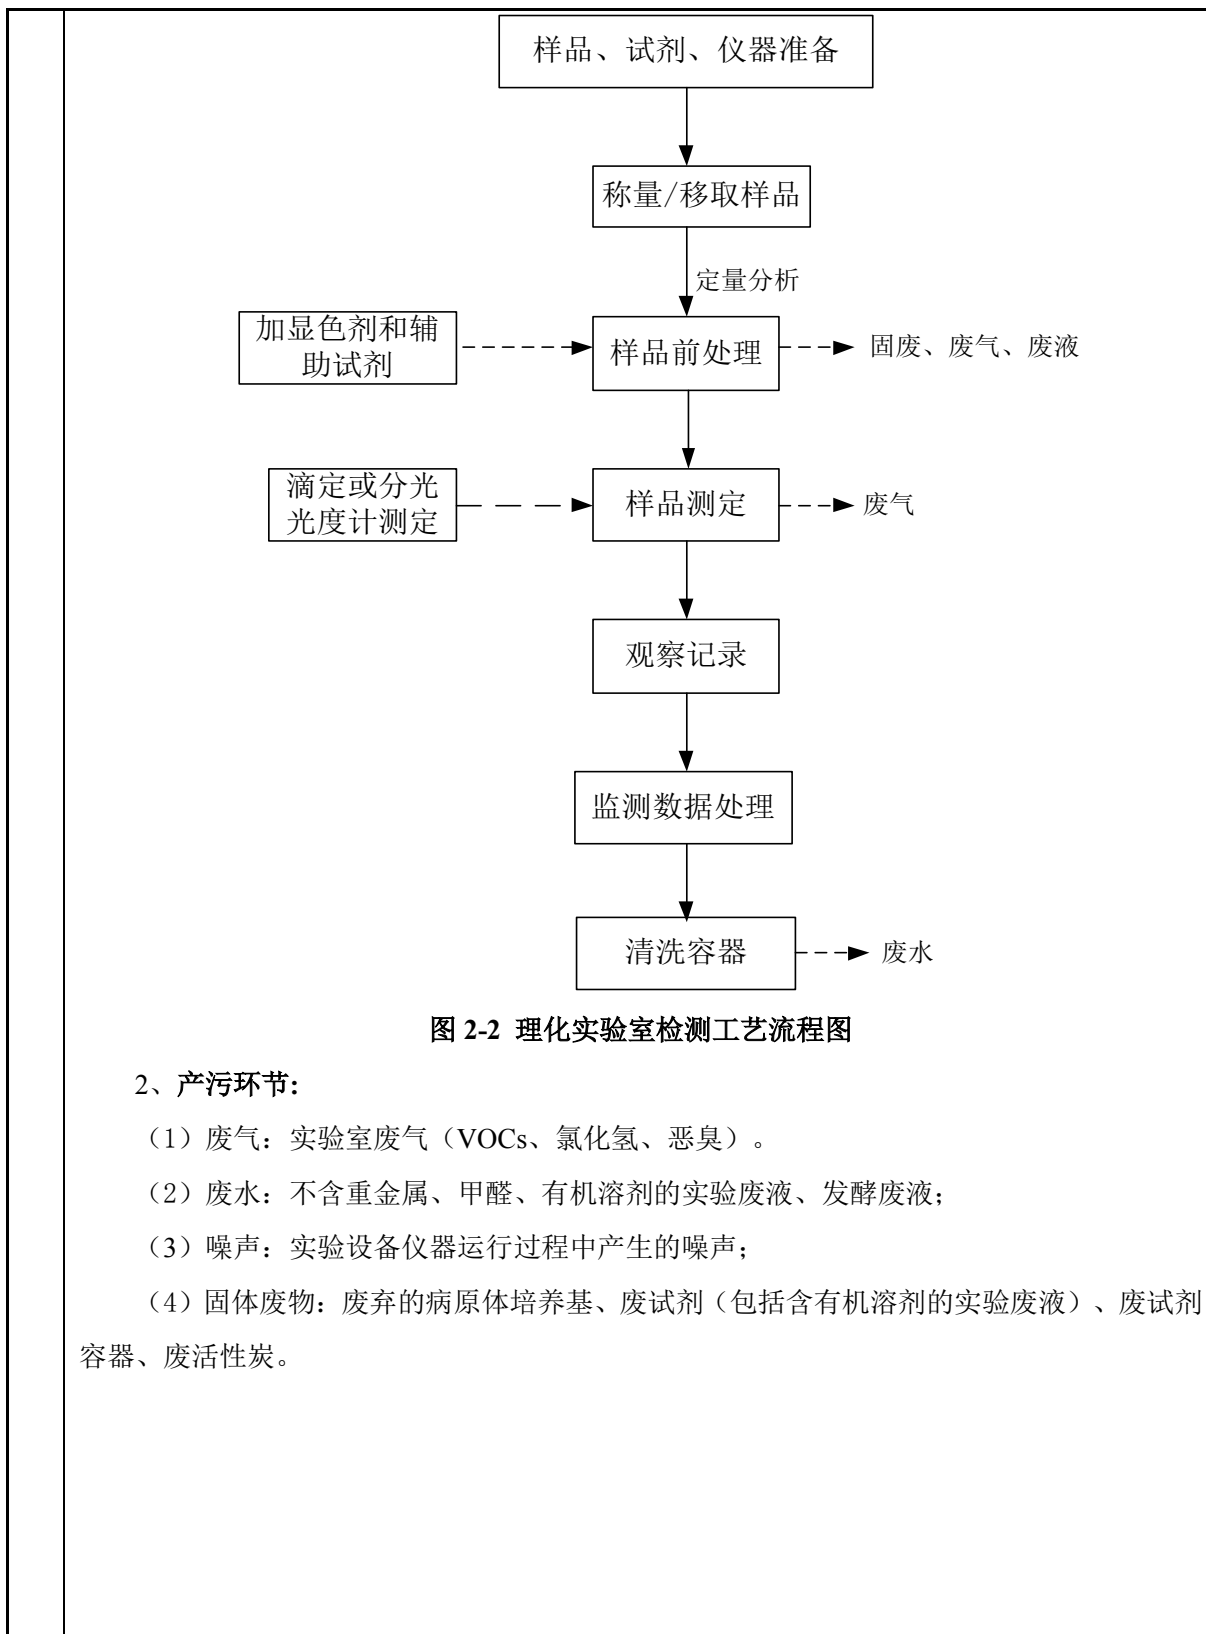 样品、试剂、仪器准备
称量/移取样品
定量分析
加显色剂和辅
助试剂
样品前处理
固废、废气、废液
滴定或分光
光度计测定
样品测定
废气
观察记录
监测数据处理
清洗容器
废水
图 2-2 理化实验室检测工艺流程图
2、产污环节:
（1）废气：实验室废气（VOCs、氯化氢、恶臭）。
（2）废水：不含重金属、甲醛、有机溶剂的实验废液、发酵废液；
（3）噪声：实验设备仪器运行过程中产生的噪声；
（4）固体废物：废弃的病原体培养基、废试剂（包括含有机溶剂的实验废液）、废试剂
容器、废活性炭。